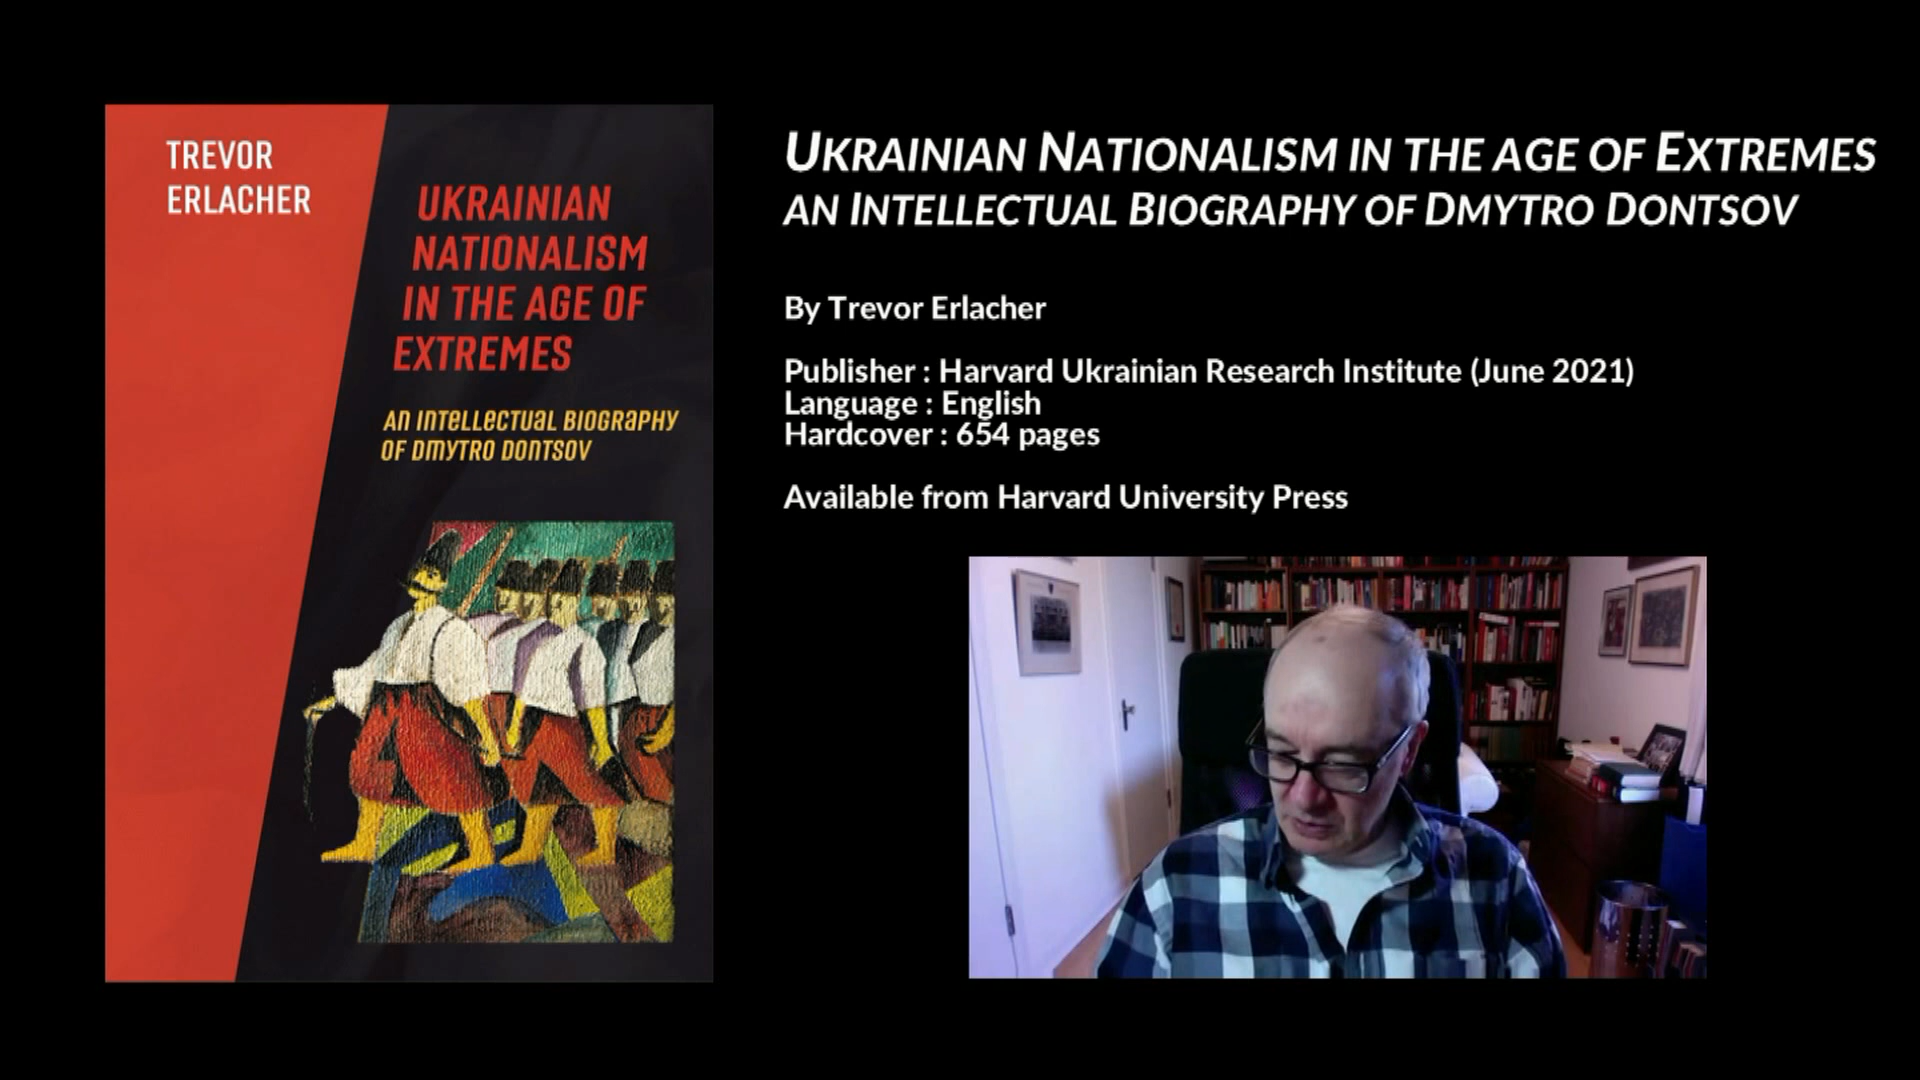 TREVOR
ERLACHER
UKRAINIAN
NATIONALISM
IN THE AGE OF
EXTREMES
AN INTELLECTUAL BIOGRAPHY
OF DMYTRO DONTSOV
UKRAINIAN NATIONALISM IN THE AGE OF EXTREMES
AN INTELLECTUAL BIOGRAPHY OF DMYTRO DONTSOV
By Trevor Erlacher
Publisher : Harvard Ukrainian Research Institute (June 2021)
Language : English
Hardcover : 654 pages
Available from Harvard University Press